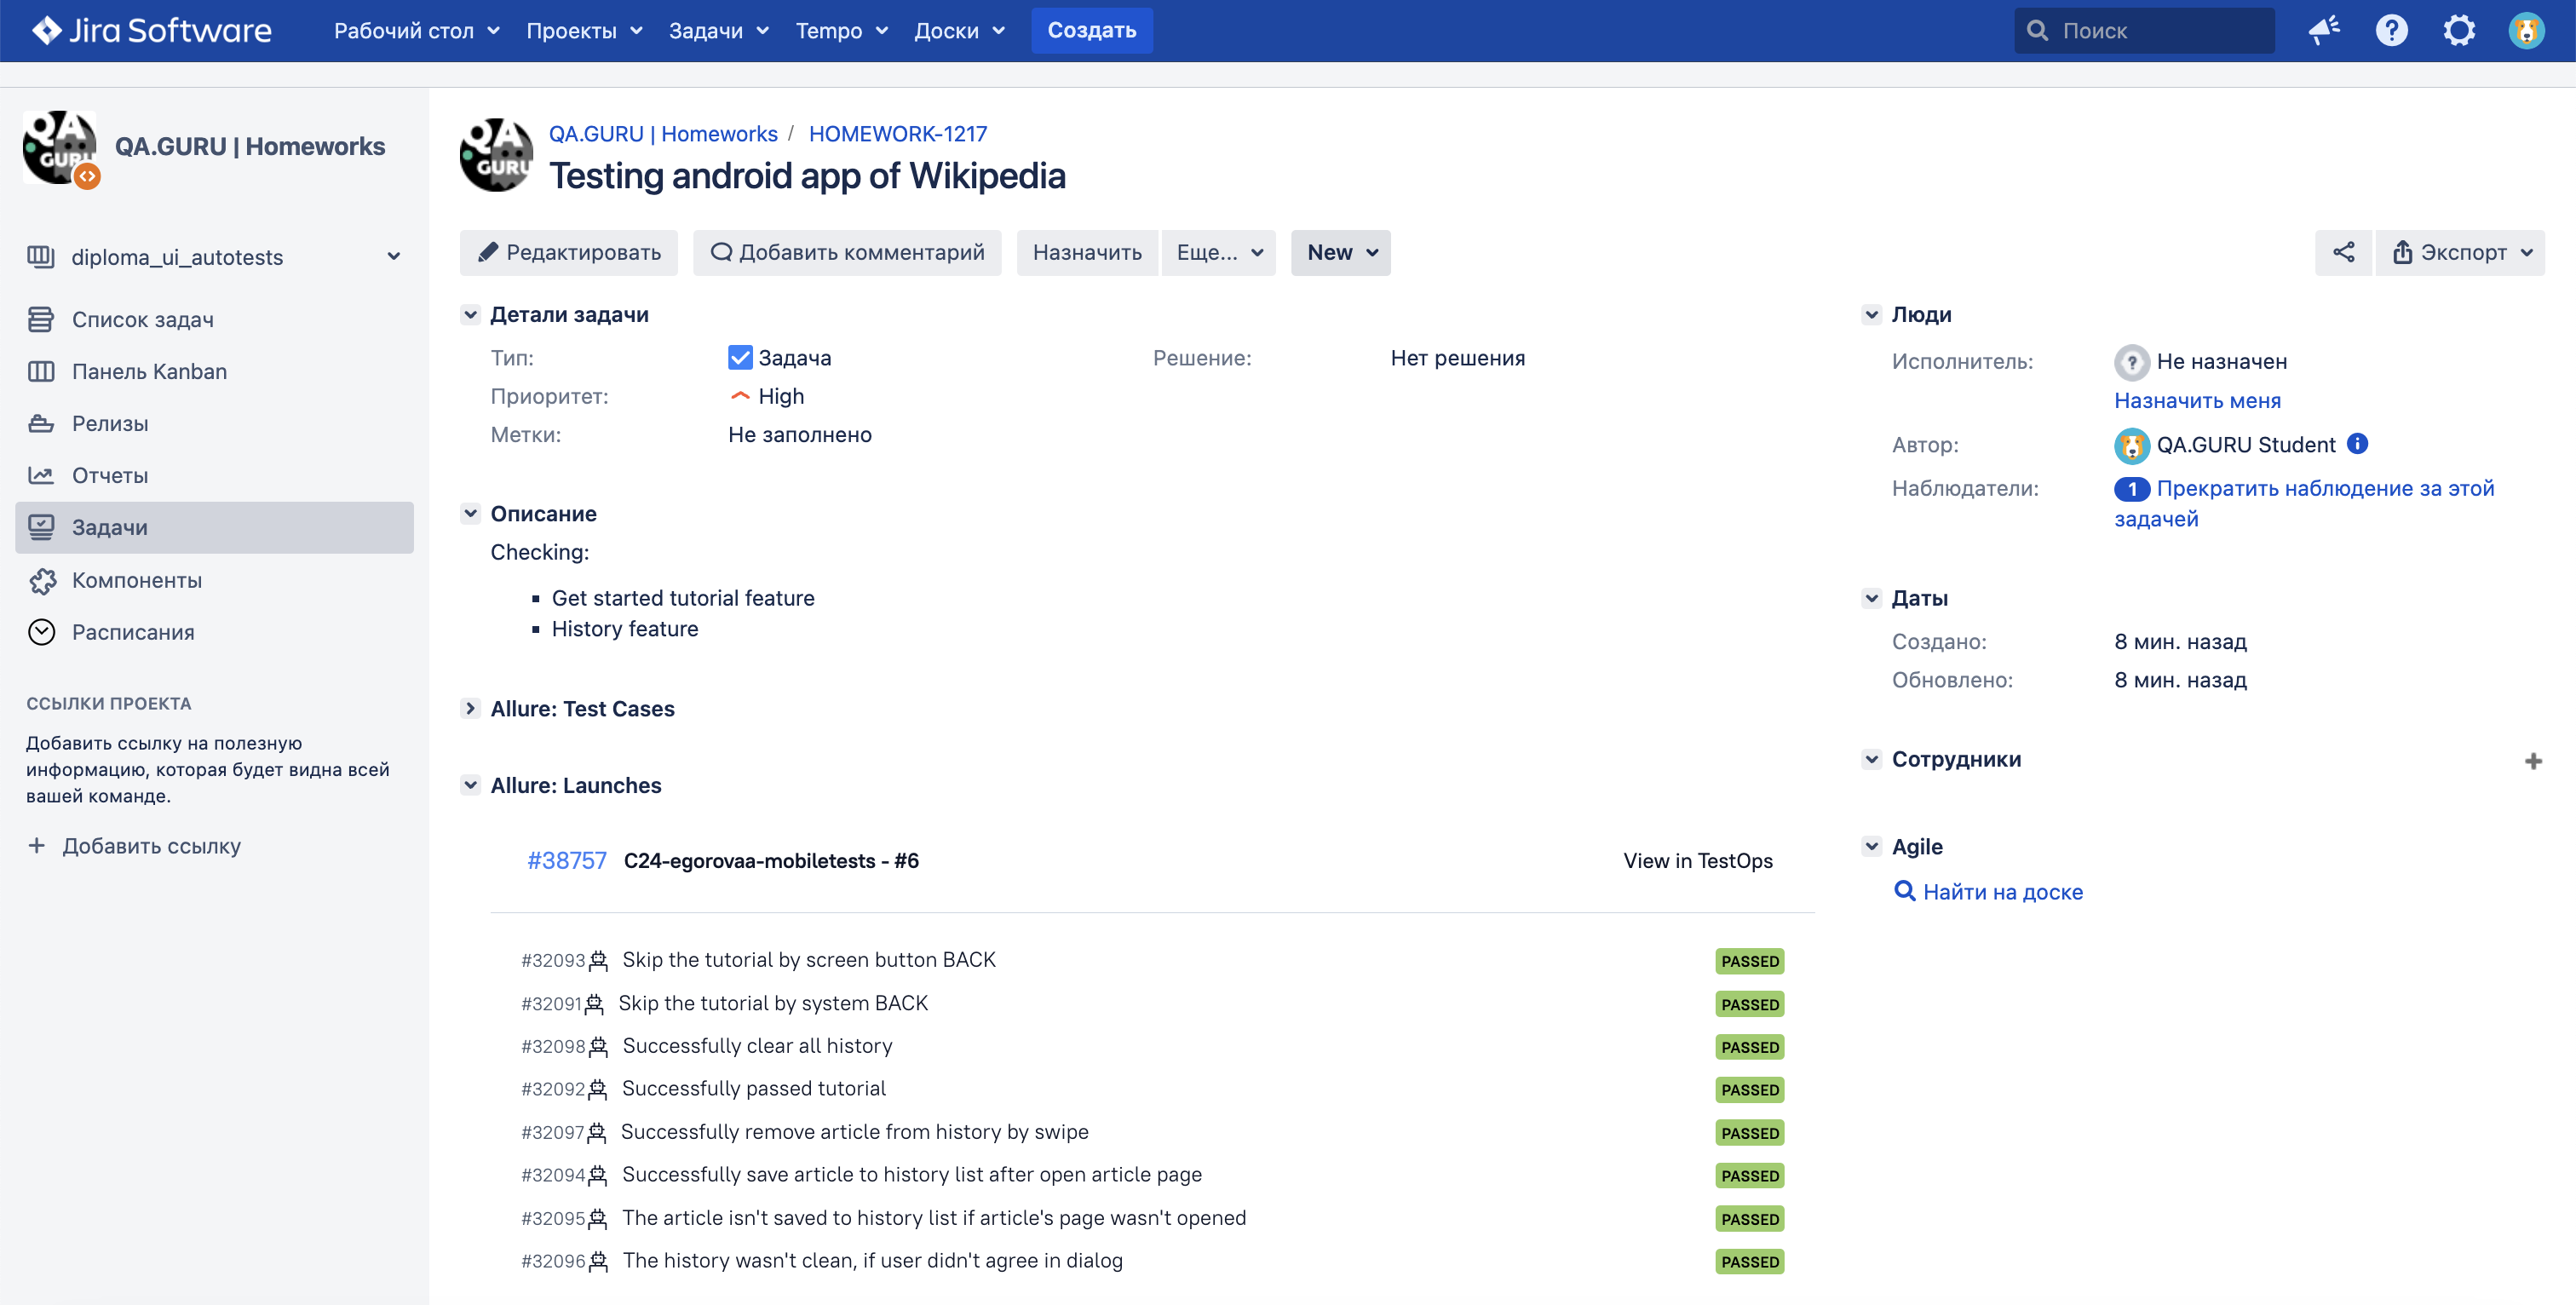 Jira Software Рабочий стол Проекты Задачи Tempo Доски Создать Поиск
QA.GURU | Homeworks
diploma_ui_autotests
Список задач
Панель Kanban
Релизы
Отчеты
Задачи
Компоненты
Расписания
ССЫЛКИ ПРОЕКТА
Добавить ссылку на полезную
информацию, которая будет видна всей
вашей команде.
+ Добавить ссылку
QA GURU
QA.GURU | Homeworks / HOMEWORK-1217
Testing android app of Wikipedia
Редактировать Добавить комментарий Назначить Еще... New Экспорт
Детали задачи
Тип: Задача Решение: Нет решения
Приоритет: High
Метки: Не заполнено
Описание
Checking:
▪ Get started tutorial feature
▪ History feature
Allure: Test Cases
Allure: Launches
#38757 C24-egorovaa-mobiletests - #6 View in TestOps
#32093 Skip the tutorial by screen button BACK PASSED
#32091 Skip the tutorial by system BACK PASSED
#32098 Successfully clear all history PASSED
#32092 Successfully passed tutorial PASSED
#32097 Successfully remove article from history by swipe PASSED
#32094 Successfully save article to history list after open article page PASSED
#32095 The article isn't saved to history list if article's page wasn't opened PASSED
#32096 The history wasn't clean, if user didn't agree in dialog PASSED
Люди
Исполнитель: Не назначен
Назначить меня
Автор: QA.GURU Student
Наблюдатели: 1 Прекратить наблюдение за этой
задачей
Даты
Создано: 8 мин. назад
Обновлено: 8 мин. назад
Сотрудники
Agile
Найти на доске